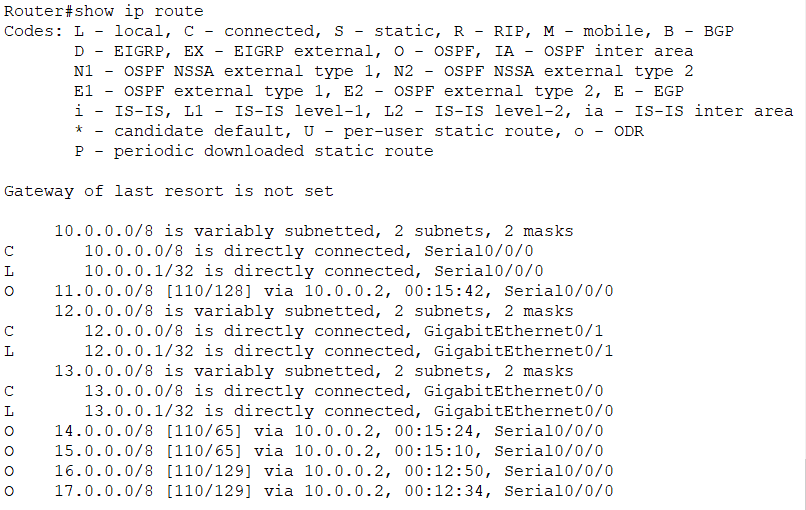 Router#show ip route
Codes: L - local, C - connected, S - static, R - RIP, M - mobile, B - BGP
       D - EIGRP, EX - EIGRP external, O - OSPF, IA - OSPF inter area
       N1 - OSPF NSSA external type 1, N2 - OSPF NSSA external type 2
       E1 - OSPF external type 1, E2 - OSPF external type 2, E - EGP
       i - IS-IS, L1 - IS-IS level-1, L2 - IS-IS level-2, ia - IS-IS inter area
       * - candidate default, U - per-user static route, o - ODR
       P - periodic downloaded static route

Gateway of last resort is not set

     10.0.0.0/8 is variably subnetted, 2 subnets, 2 masks
C       10.0.0.0/8 is directly connected, Serial0/0/0
L       10.0.0.1/32 is directly connected, Serial0/0/0
O    11.0.0.0/8 [110/128] via 10.0.0.2, 00:15:42, Serial0/0/0
     12.0.0.0/8 is variably subnetted, 2 subnets, 2 masks
C       12.0.0.0/8 is directly connected, GigabitEthernet0/1
L       12.0.0.1/32 is directly connected, GigabitEthernet0/1
     13.0.0.0/8 is variably subnetted, 2 subnets, 2 masks
C       13.0.0.0/8 is directly connected, GigabitEthernet0/0
L       13.0.0.1/32 is directly connected, GigabitEthernet0/0
O    14.0.0.0/8 [110/65] via 10.0.0.2, 00:15:24, Serial0/0/0
O    15.0.0.0/8 [110/65] via 10.0.0.2, 00:15:10, Serial0/0/0
O    16.0.0.0/8 [110/129] via 10.0.0.2, 00:12:50, Serial0/0/0
O    17.0.0.0/8 [110/129] via 10.0.0.2, 00:12:34, Serial0/0/0